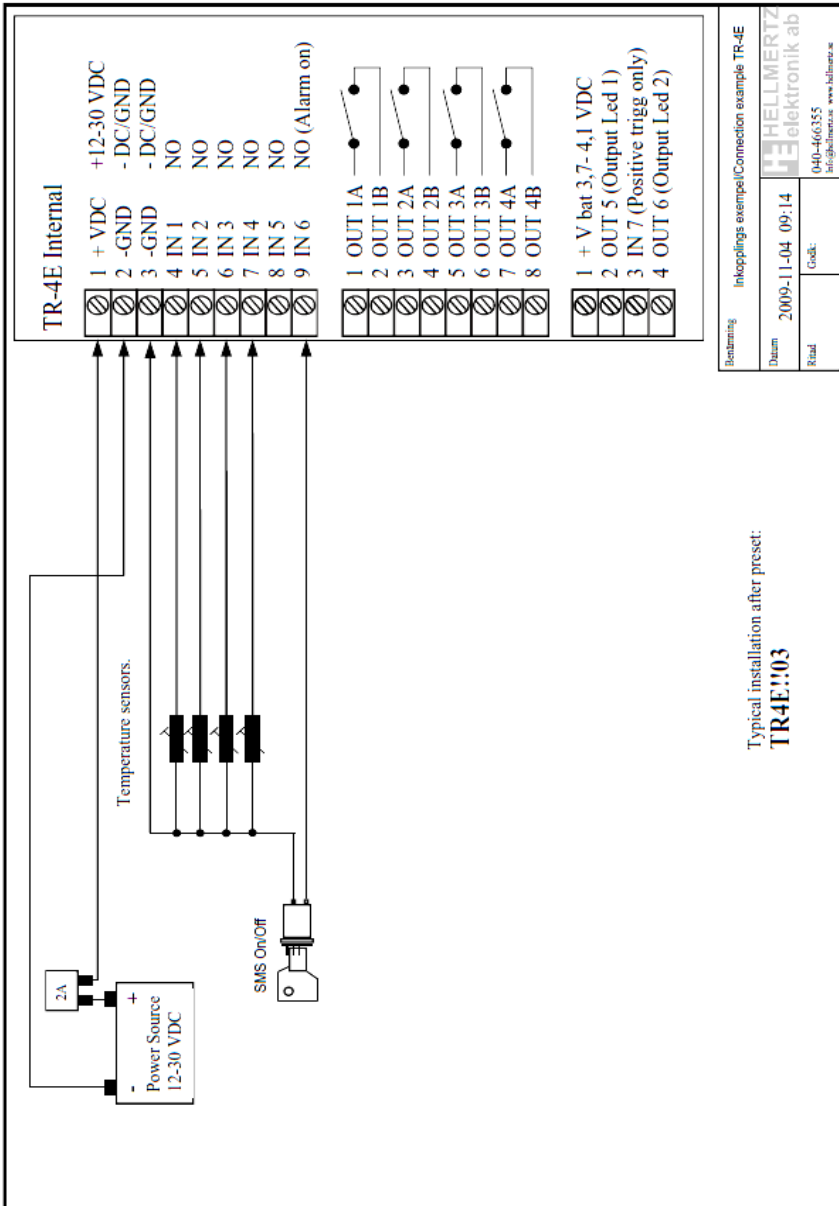 TR-4E Internal
1 + VDC +12-30 VDC
2 -GND - DC/GND
3 -GND - DC/GND
4 IN 1 NO
5 IN 2 NO
6 IN 3 NO
7 IN 4 NO
8 IN 5 NO
9 IN 6 NO (Alarm on)
1 OUT 1A
2 OUT 1B
3 OUT 2A
4 OUT 2B
5 OUT 3A
6 OUT 3B
7 OUT 4A
8 OUT 4B
1 + V bat 3,7- 4,1 VDC
2 OUT 5 (Output Led 1)
3 IN 7 (Positive trigg only)
4 OUT 6 (Output Led 2)
Temperature sensors.
2A
- +
Power Source
12-30 VDC
SMS On/Off
Typical installation after preset:
TR4E!!03
Benämning
Inkopplings exempel/Connection example TR-4E
Datum
2009-11-04 09:14
HELLMERTZ
elektronik ab
Ritad
Godk:
040-466355
info@hellmertz.se www.hellmertz.se